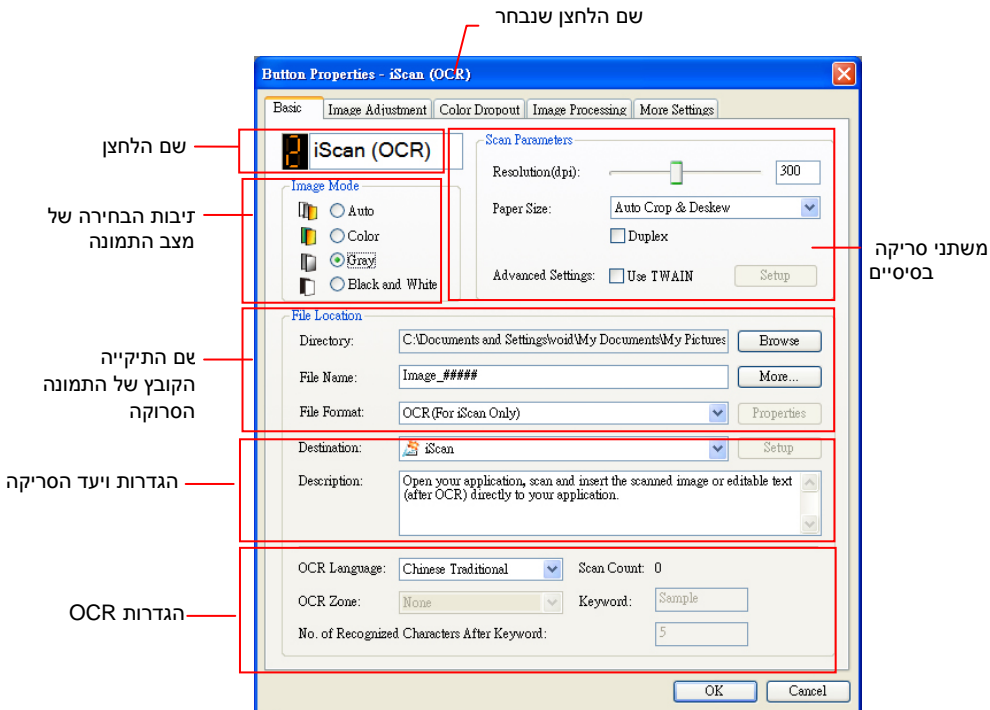 שם הלחצן שנבחר
Button Properties - iScan (OCR)
Basic Image Adjustment Color Dropout Image Processing More Settings
שם הלחצן
2 iScan (OCR)
Image Mode
Auto
Color
Gray
Black and White
תיבות הבחירה של
מצב התמונה
Scan Parameters
Resolution(dpi): 300
Paper Size: Auto Crop & Deskew
Duplex
Advanced Settings: Use TWAIN Setup
משתני סריקה
בסיסיים
File Location
Directory: C:\Documents and Settings\void\My Documents\My Pictures Browse
File Name: Image_##### More...
File Format: OCR(For iScan Only) Properties
שם התיקייה
הקובץ של התמונה
הסרוקה
Destination: iScan Setup
Description: Open your application, scan and insert the scanned image or editable text
(after OCR) directly to your application.
הגדרות ויעד הסריקה
OCR Language: Chinese Traditional Scan Count: 0
OCR Zone: None Keyword: Sample
No. of Recognized Characters After Keyword: 5
הגדרות OCR
OK Cancel